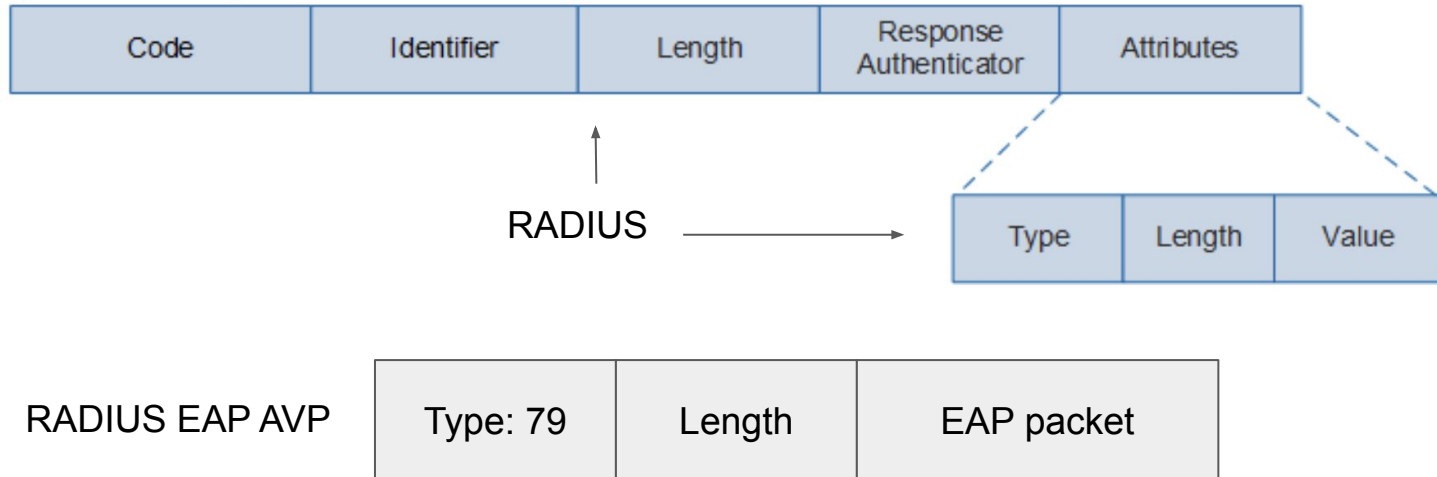 Code Identifier Length Response Authenticator Attributes
RADIUS
Type Length Value
RADIUS EAP AVP Type: 79 Length EAP packet